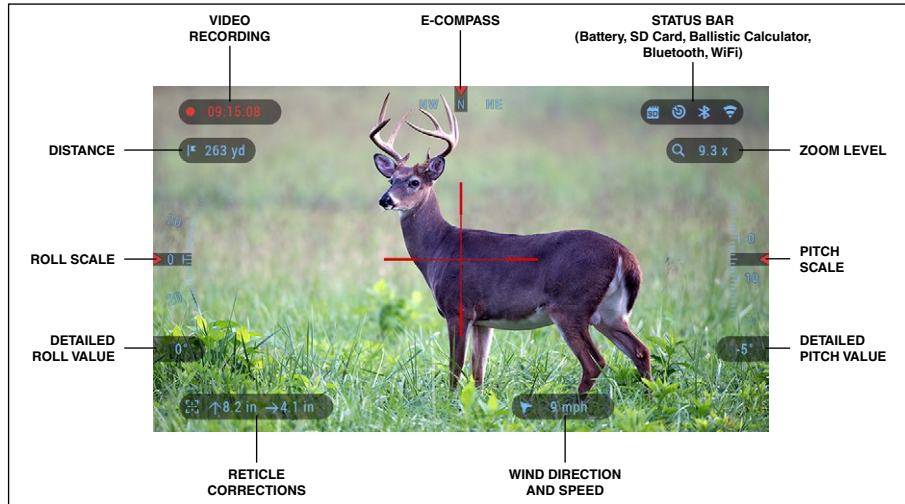 VIDEO
RECORDING
E-COMPASS
STATUS BAR
(Battery, SD Card, Ballistic Calculator,
Bluetooth, WiFi)
09:15:08
NW N NE
SD
DISTANCE
263 yd
9.3 x
ZOOM LEVEL
20
0
ROLL SCALE
0
PITCH
SCALE
20
10
DETAILED
ROLL VALUE
0°
-5°
DETAILED
PITCH VALUE
↑8.2 in →4.1 in
9 mph
RETICLE
CORRECTIONS
WIND DIRECTION
AND SPEED